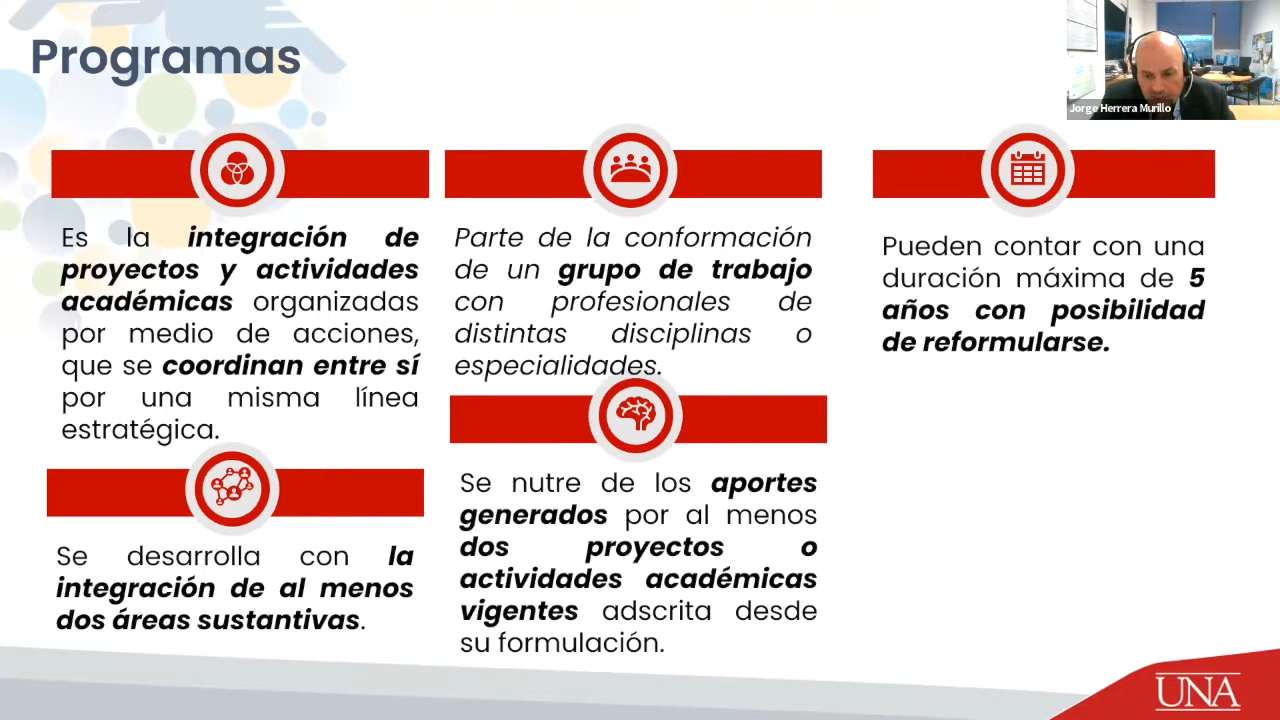 Programas
Jorge Herrera Murillo
Es la integración de
proyectos y actividades
académicas organizadas
por medio de acciones,
que se coordinan entre sí
por una misma línea
estratégica.
Se desarrolla con la
integración de al menos
dos áreas sustantivas.
Parte de la conformación
de un grupo de trabajo
con profesionales de
distintas disciplinas o
especialidades.
Se nutre de los aportes
generados por al menos
dos proyectos o
actividades académicas
vigentes adscrita desde
su formulación.
Pueden contar con una
duración máxima de 5
años con posibilidad
de reformularse.
UNA